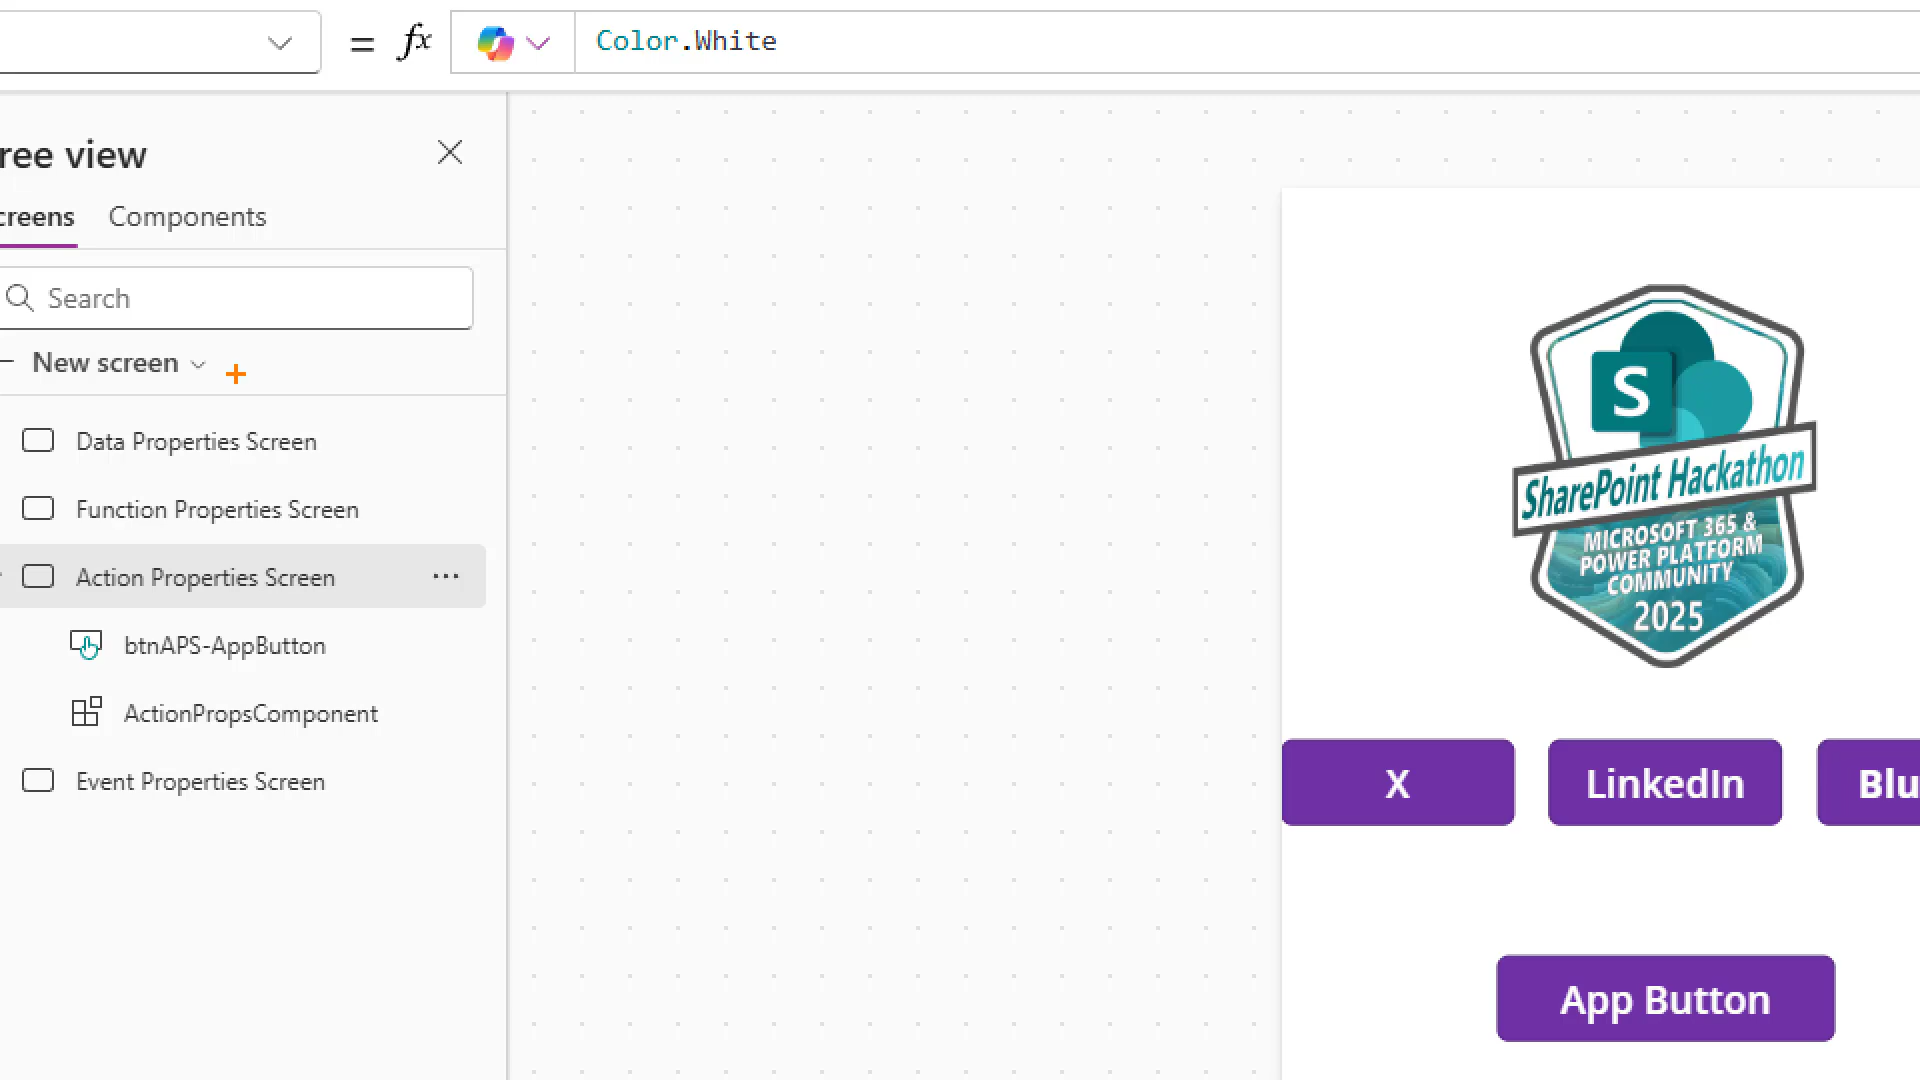 = fx Color.White
ree view
creens Components
Search
New screen
Data Properties Screen
Function Properties Screen
Action Properties Screen
btnAPS-AppButton
ActionPropsComponent
Event Properties Screen
S
SharePoint Hackathon
MICROSOFT 365 &
POWER PLATFORM
COMMUNITY
2025
X LinkedIn Blu
App Button